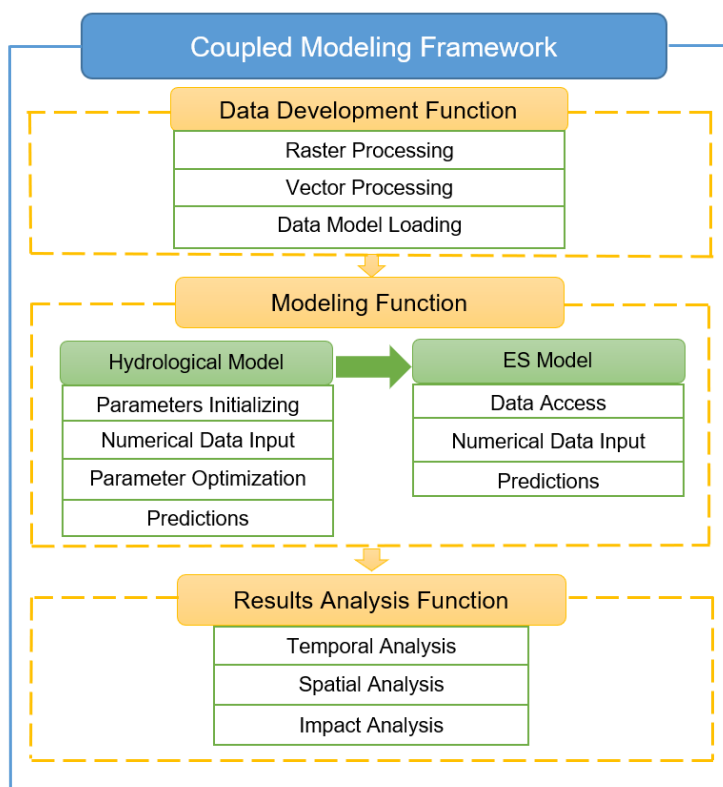 Coupled Modeling Framework
Data Development Function
Raster Processing
Vector Processing
Data Model Loading
Modeling Function
Hydrological Model
Parameters Initializing
Numerical Data Input
Parameter Optimization
Predictions
ES Model
Data Access
Numerical Data Input
Predictions
Results Analysis Function
Temporal Analysis
Spatial Analysis
Impact Analysis